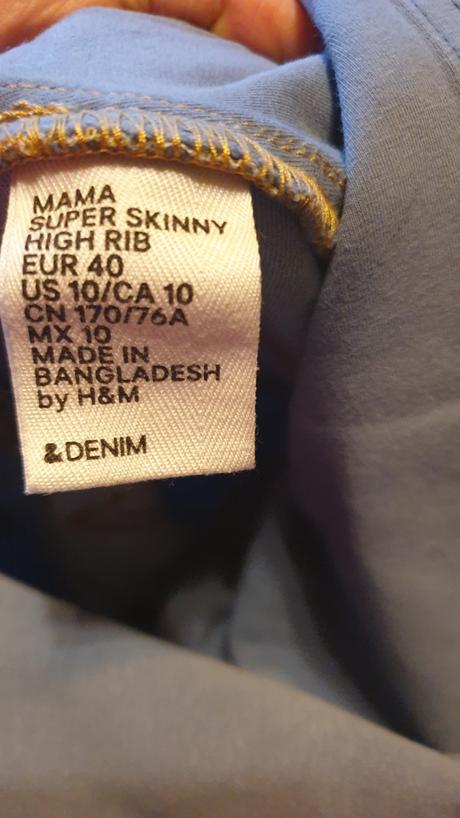 MAMA
SUPER SKINNY
HIGH RIB
EUR 40
US 10/CA 10
CN 170/76A
MX 10
MADE IN
BANGLADESH
by H&M
&DENIM